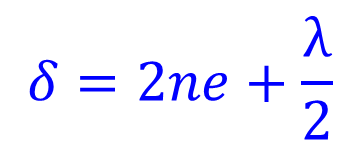 δ = 2ne + λ/2